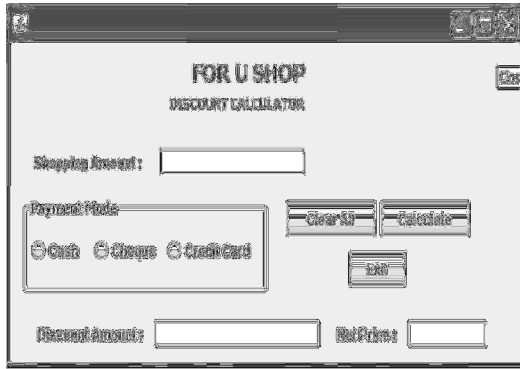 FOR U SHOP
Close
DISCOUNT CALCULATOR
Shopping Amount :
Payment Mode
Clear All Calculate
Cash Cheque Credit Card
Exit
Discount Amount : Net Price :